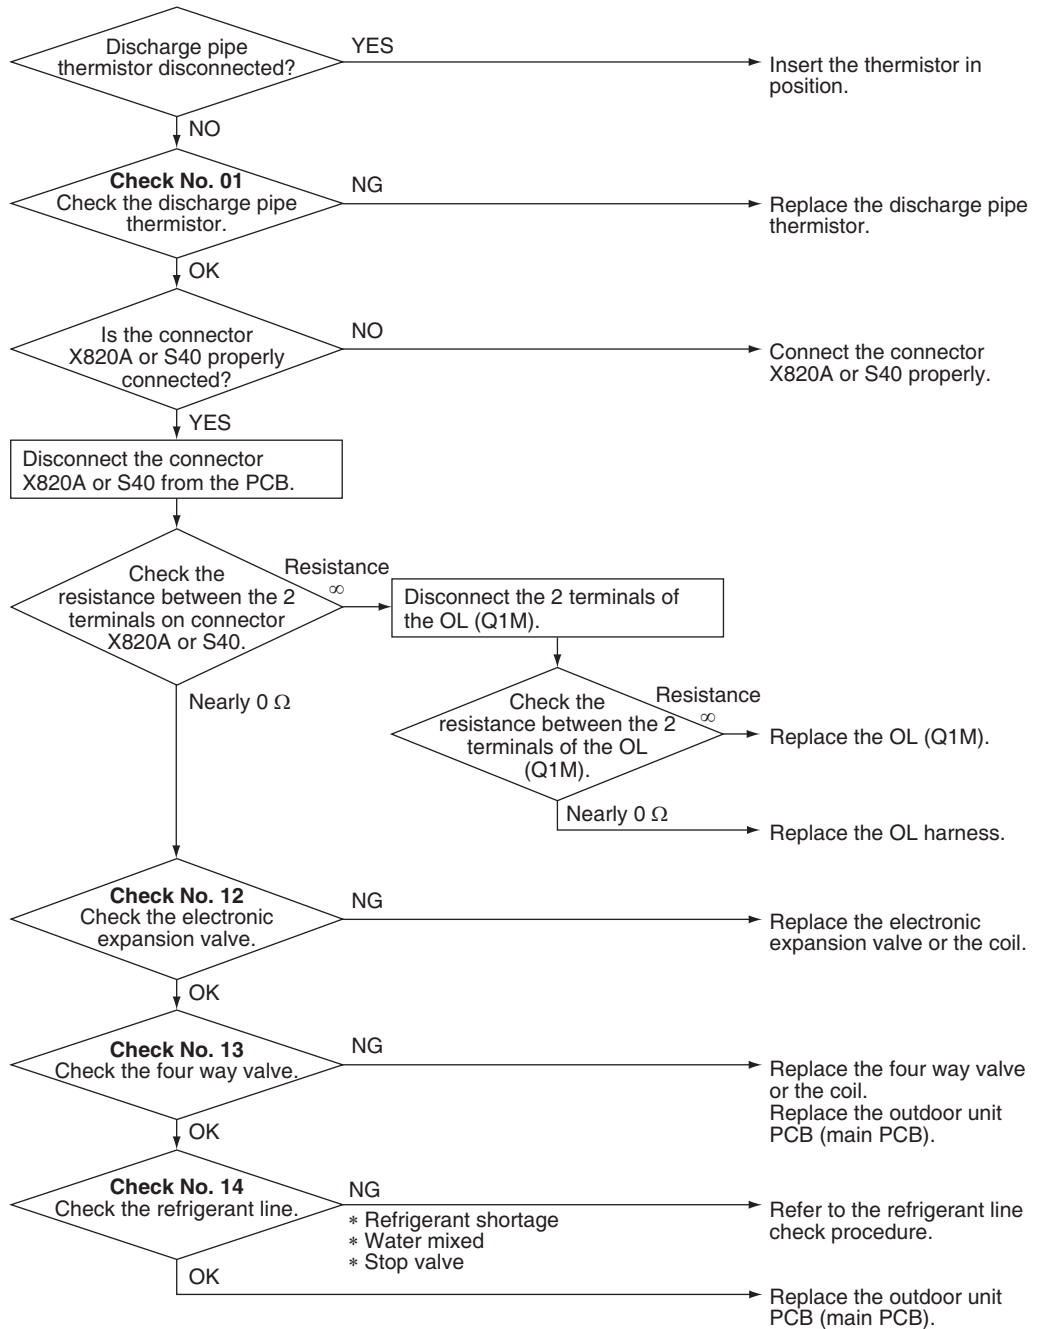 Discharge pipe
thermistor disconnected?
YES
Insert the thermistor in
position.
NO
Check No. 01
Check the discharge pipe
thermistor.
NG
Replace the discharge pipe
thermistor.
OK
Is the connector
X820A or S40 properly
connected?
NO
Connect the connector
X820A or S40 properly.
YES
Disconnect the connector
X820A or S40 from the PCB.
Check the
resistance between the 2
terminals on connector
X820A or S40.
Resistance
∞
Disconnect the 2 terminals of
the OL (Q1M).
Nearly 0 Ω
Check the
resistance between the 2
terminals of the OL
(Q1M).
Resistance
∞
Replace the OL (Q1M).
Nearly 0 Ω
Replace the OL harness.
Check No. 12
Check the electronic
expansion valve.
NG
Replace the electronic
expansion valve or the coil.
OK
Check No. 13
Check the four way valve.
NG
Replace the four way valve
or the coil.
Replace the outdoor unit
PCB (main PCB).
OK
Check No. 14
Check the refrigerant line.
NG
∗ Refrigerant shortage
∗ Water mixed
∗ Stop valve
Refer to the refrigerant line
check procedure.
OK
Replace the outdoor unit
PCB (main PCB).